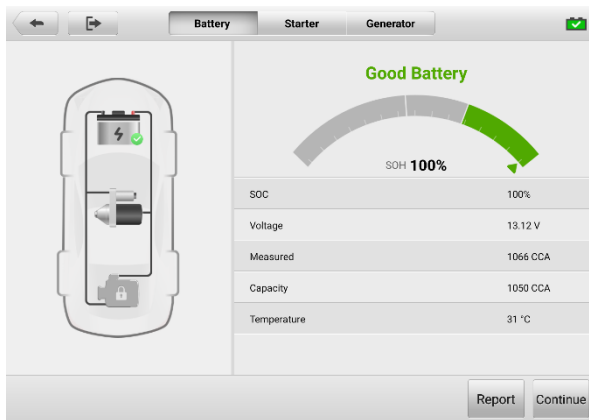 Battery Starter Generator
Good Battery
SOH 100%
SOC 100%
Voltage 13.12 V
Measured 1066 CCA
Capacity 1050 CCA
Temperature 31 °C
Report Continue